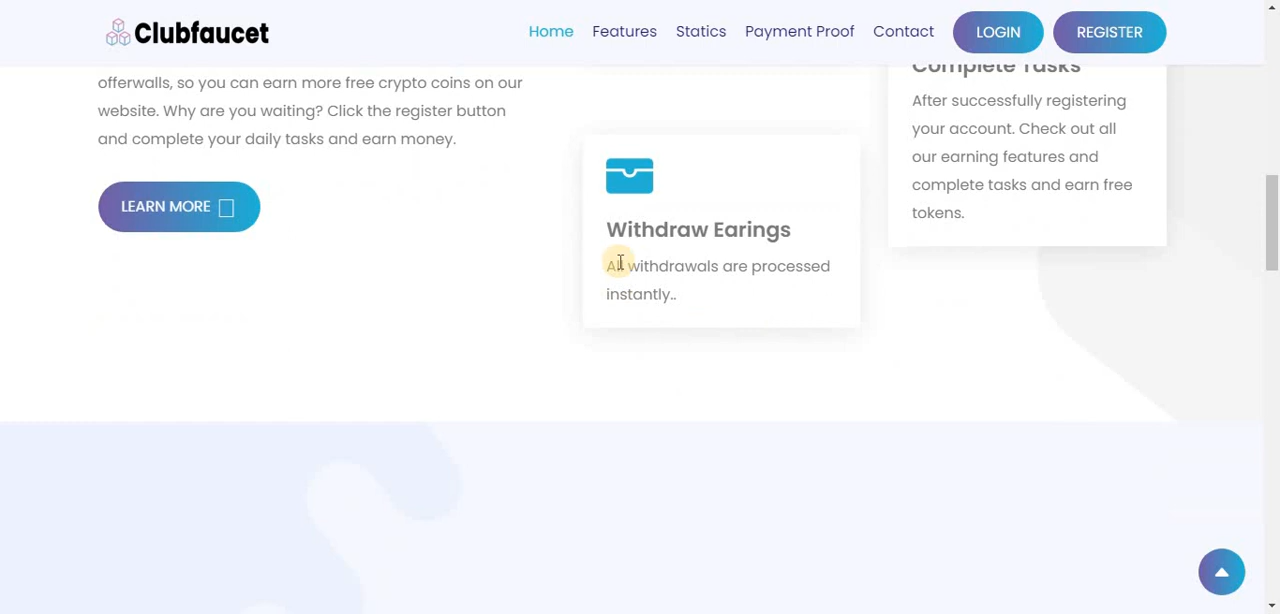 Clubfaucet
Home Features Statics Payment Proof Contact LOGIN REGISTER
offerwalls, so you can earn more free crypto coins on our
website. Why are you waiting? Click the register button
and complete your daily tasks and earn money.
LEARN MORE
Withdraw Earings
All withdrawals are processed
instantly..
Complete Tasks
After successfully registering
your account. Check out all
our earning features and
complete tasks and earn free
tokens.